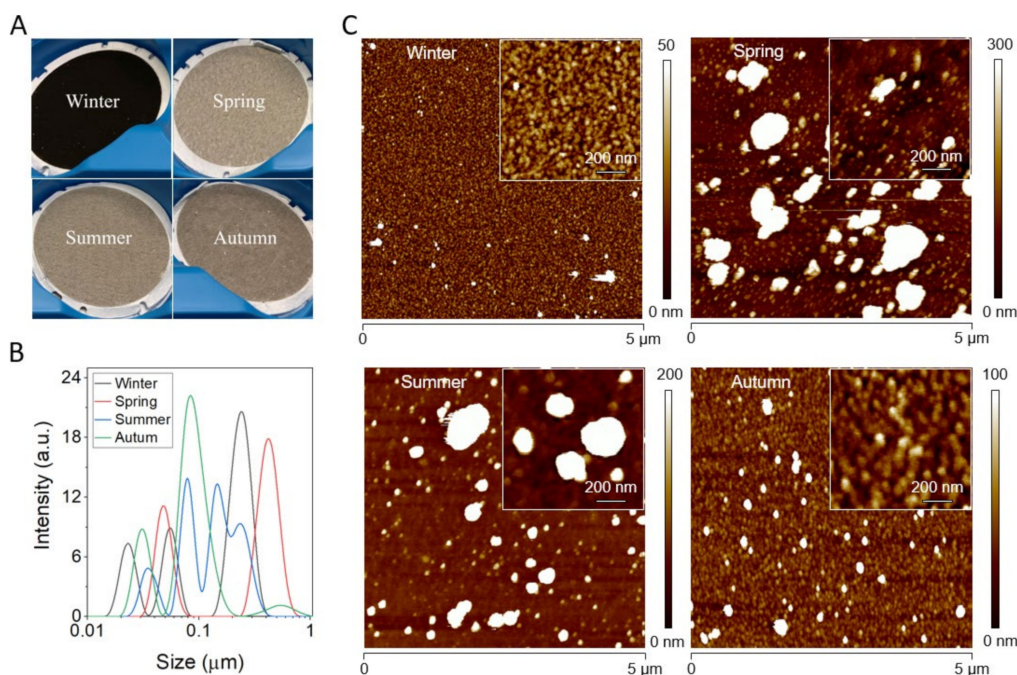 A
Winter
Spring
Summer
Autumn
B
24
18
12
6
0
Intensity (a.u.)
Winter
Spring
Summer
Autum
0.01
0.1
1
Size (μm)
C
Winter
200 nm
50
0 nm
0
5 μm
Spring
200 nm
300
0 nm
0
5 μm
Summer
200 nm
200
0 nm
0
5 μm
Autumn
200 nm
100
0 nm
0
5 μm